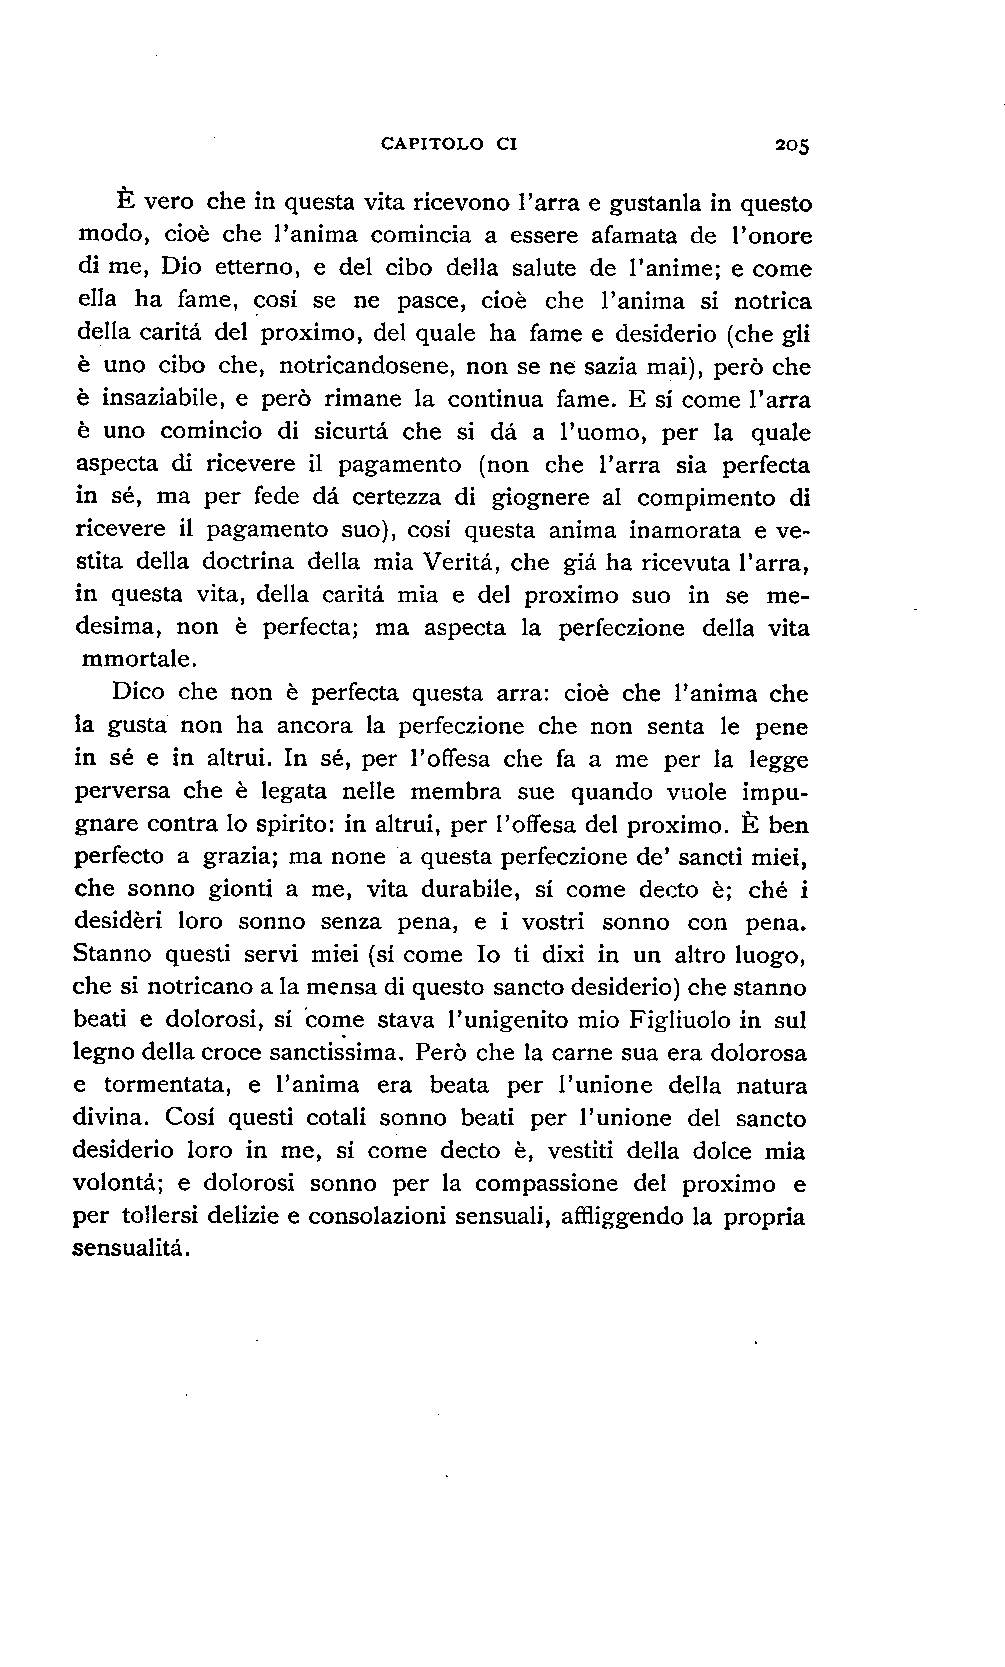 CAPITOLO CI 205
È vero che in questa vita ricevono l'arra e gustanla in questo
modo, cioè che l'anima comincia a essere afamata de l'onore
di me, Dio etterno, e del cibo della salute de l'anime; e come
ella ha fame, cosí se ne pasce, cioè che l'anima si notrica
della caritá del proximo, del quale ha fame e desiderio (che gli
è uno cibo che, notricandosene, non se ne sazia mai), però che
è insaziabile, e però rimane la continua fame. E sí come l'arra
è uno comincio di sicurtá che si dá a l'uomo, per la quale
aspecta di ricevere il pagamento (non che l'arra sia perfecta
in sé, ma per fede dá certezza di giognere al compimento di
ricevere il pagamento suo), cosí questa anima inamorata e ve-
stita della doctrina della mia Veritá, che giá ha ricevuta l'arra,
in questa vita, della caritá mia e del proximo suo in se me-
desima, non è perfecta; ma aspecta la perfeczione della vita
mmortale.
Dico che non è perfecta questa arra: cioè che l'anima che
la gusta non ha ancora la perfeczione che non senta le pene
in sé e in altrui. In sé, per l'offesa che fa a me per la legge
perversa che è legata nelle membra sue quando vuole impu-
gnare contra lo spirito: in altrui, per l'offesa del proximo. È ben
perfecto a grazia; ma none a questa perfeczione de' sancti miei,
che sonno gionti a me, vita durabile, sí come decto è; ché i
desidèri loro sonno senza pena, e i vostri sonno con pena.
Stanno questi servi miei (sí come Io ti dixi in un altro luogo,
che si notricano a la mensa di questo sancto desiderio) che stanno
beati e dolorosi, sí come stava l'unigenito mio Figliuolo in sul
legno della croce sanctissima. Però che la carne sua era dolorosa
e tormentata, e l'anima era beata per l'unione della natura
divina. Cosí questi cotali sonno beati per l'unione del sancto
desiderio loro in me, sí come decto è, vestiti della dolce mia
volontá; e dolorosi sonno per la compassione del proximo e
per tollersi delizie e consolazioni sensuali, affliggendo la propria
sensualitá.